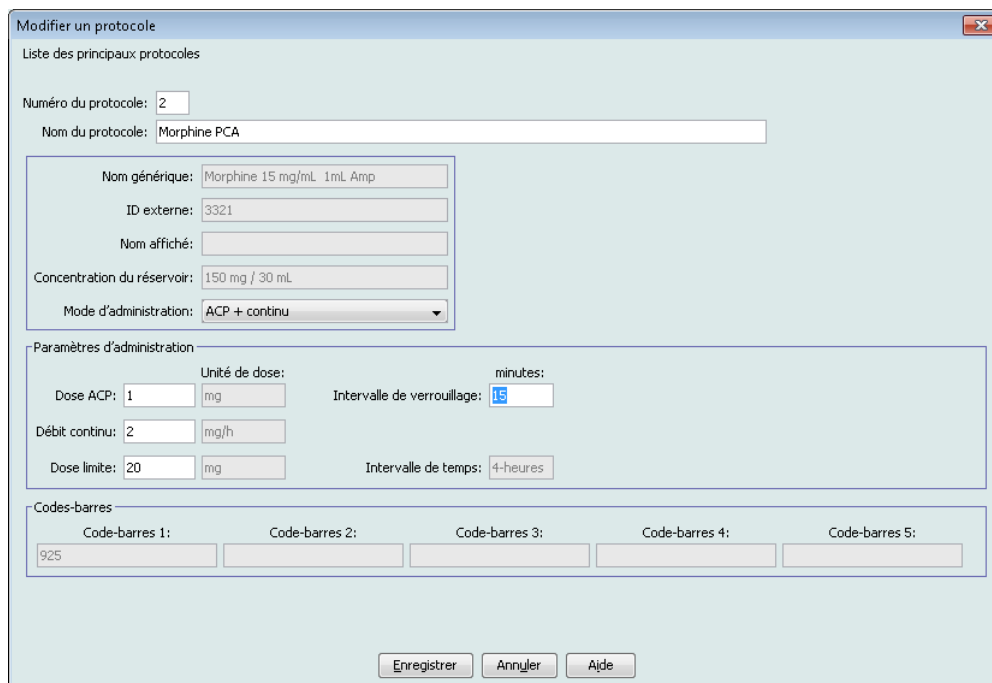 Modifier un protocole
Liste des principaux protocoles
Numéro du protocole: 2
Nom du protocole: Morphine PCA
Nom générique: Morphine 15 mg/mL 1mL Amp
ID externe: 3321
Nom affiché:
Concentration du réservoir: 150 mg / 30 mL
Mode d'administration: ACP + continu
Paramètres d'administration
Unité de dose: minutes:
Dose ACP: 1 mg Intervalle de verrouillage: 15
Débit continu: 2 mg/h
Dose limite: 20 mg Intervalle de temps: 4-heures
Codes-barres
Code-barres 1: Code-barres 2: Code-barres 3: Code-barres 4: Code-barres 5:
925
Enregistrer Annuler Aide